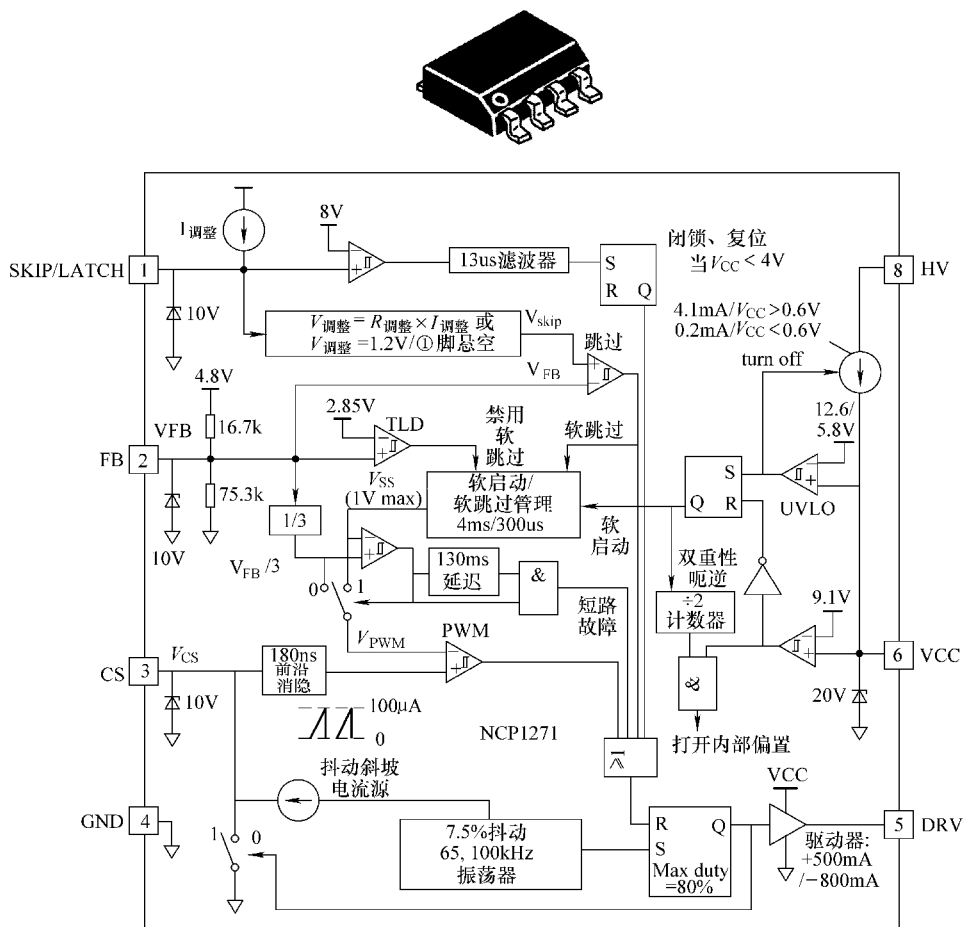 I调整
8V
13us滤波器
S
R Q
闭锁、复位
当VCC< 4V
SKIP/LATCH
1
8
HV
10V
V调整= R调整×I调整 或
V调整 =1.2V/①脚悬空
Vskip
跳过
VFB
4.1mA/VCC>0.6V
0.2mA/VCC<0.6V
turn off
4.8V
16.7k
VFB
FB
2
75.3k
10V
2.85V
TLD
禁用
软
跳过
软跳过
VSS
(1V max)
软启动/
软跳过管理
4ms/300us
软
启动
12.6/
5.8V
S
Q R
UVLO
1/3
VFB /3
0
1
130ms
延迟
&
短路
故障
双重性
呃逆
÷2
计数器
9.1V
VPWM
PWM
CS
3
VCS
180ns
前沿
消隐
10V
&
6
VCC
20V
打开内部偏置
100μA
0
NCP1271
≥1
抖动斜坡
电流源
GND
4
1
0
7.5%抖动
65, 100kHz
振荡器
R Q
S
Max duty
=80%
VCC
5
DRV
驱动器:
+500mA
/−800mA